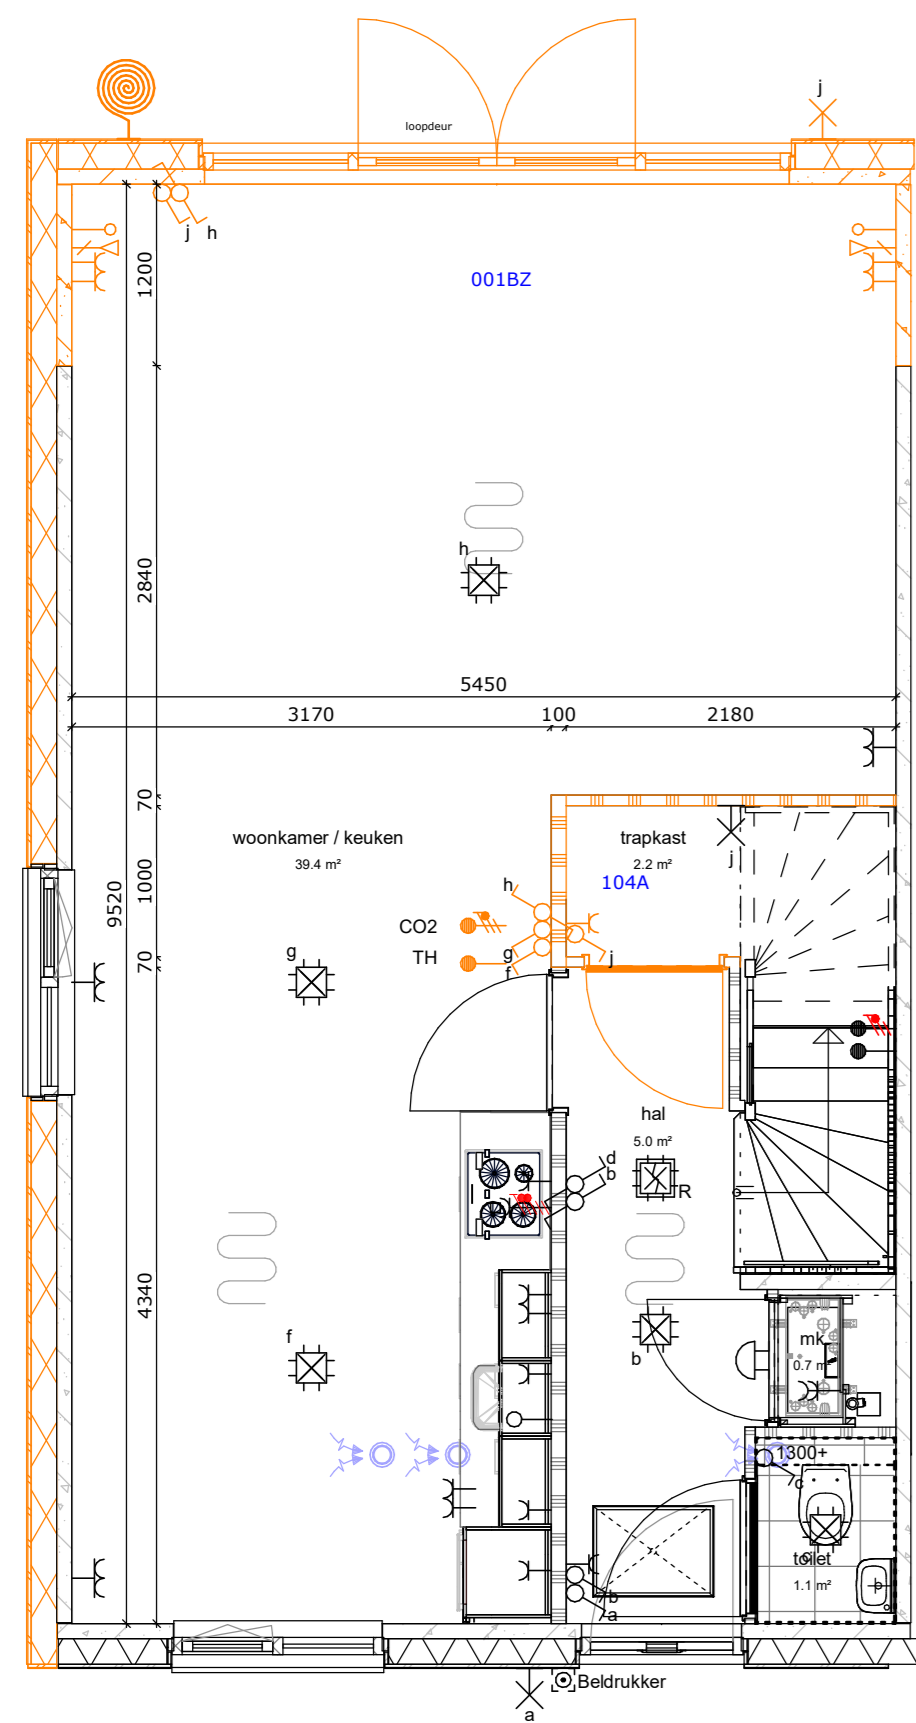 j
loopdeur
j h
1200
001BZ
h
2840
5450
3170 100 2180
70
woonkamer / keuken
39.4 m²
trapkast
2.2 m²
j
1000
104A
9520
h
CO2
TH
70
g
g
f
j
hal
5.0 m²
d
b
R
4340
f
b
mk
0.7 m²
1300+
c
c
toilet
1.1 m²
b
a
Beldrukker
a